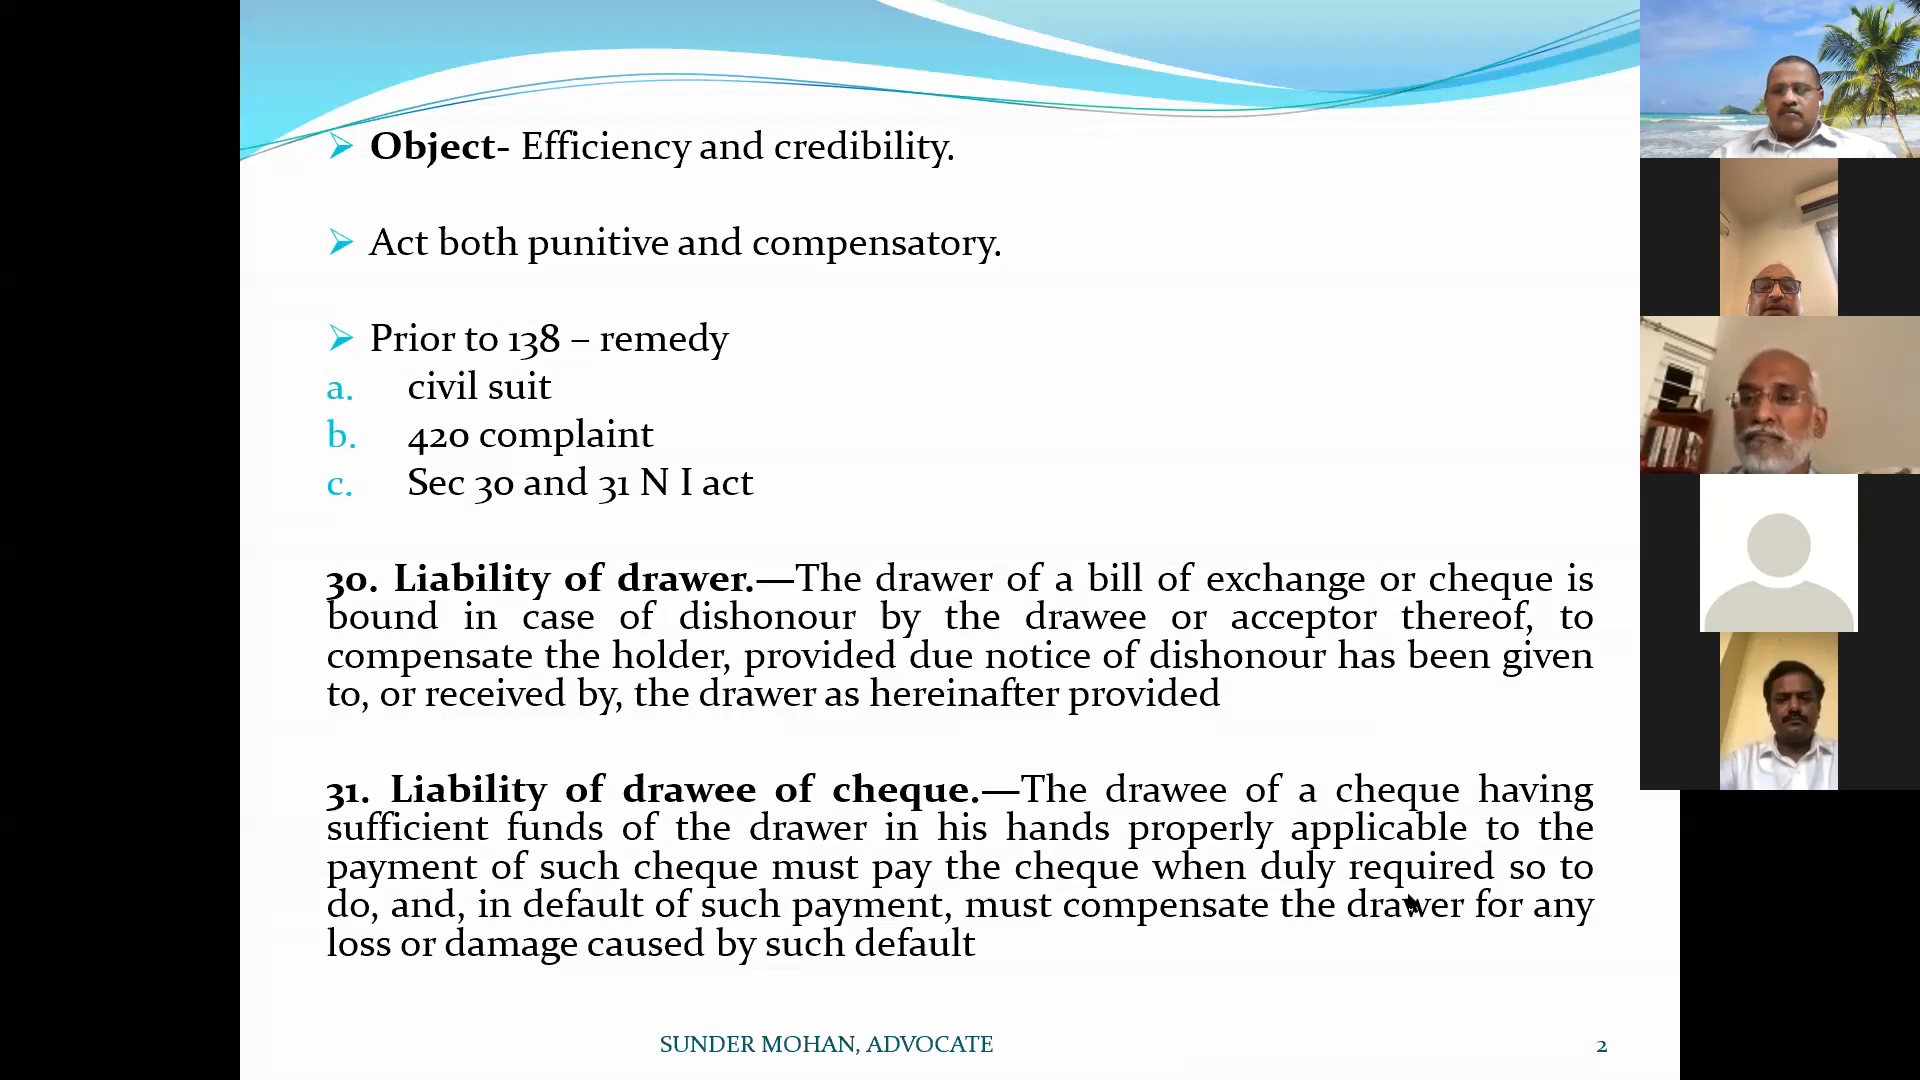 Object- Efficiency and credibility.
Act both punitive and compensatory.
Prior to 138 – remedy
a. civil suit
b. 420 complaint
c. Sec 30 and 31 N I act
30. Liability of drawer.—The drawer of a bill of exchange or cheque is
bound in case of dishonour by the drawee or acceptor thereof, to
compensate the holder, provided due notice of dishonour has been given
to, or received by, the drawer as hereinafter provided
31. Liability of drawee of cheque.—The drawee of a cheque having
sufficient funds of the drawer in his hands properly applicable to the
payment of such cheque must pay the cheque when duly required so to
do, and, in default of such payment, must compensate the drawer for any
loss or damage caused by such default
SUNDER MOHAN, ADVOCATE
2